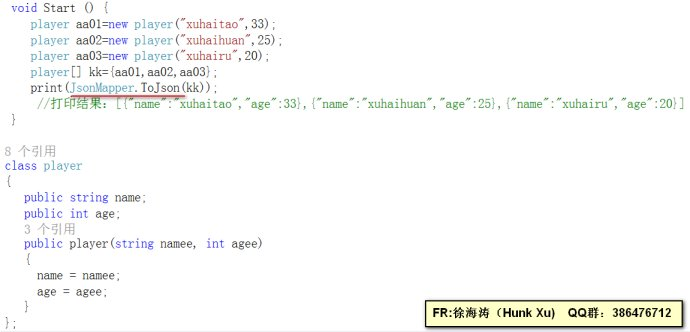 void Start () {
player aa01=new player("xuhaitao",33);
player aa02=new player("xuhaihuan",25);
player aa03=new player("xuhairu",20);
player[] kk={aa01,aa02,aa03};
print(JsonMapper.ToJson(kk));
//打印结果：[{"name":"xuhaitao","age":33},{"name":"xuhaihuan","age":25},{"name":"xuhairu","age":20}]
}
8 个引用
class player
{
public string name;
public int age;
3 个引用
public player(string namee, int agee)
{
name = namee;
age = agee;
}
};
FR:徐海涛（Hunk Xu） QQ群：386476712